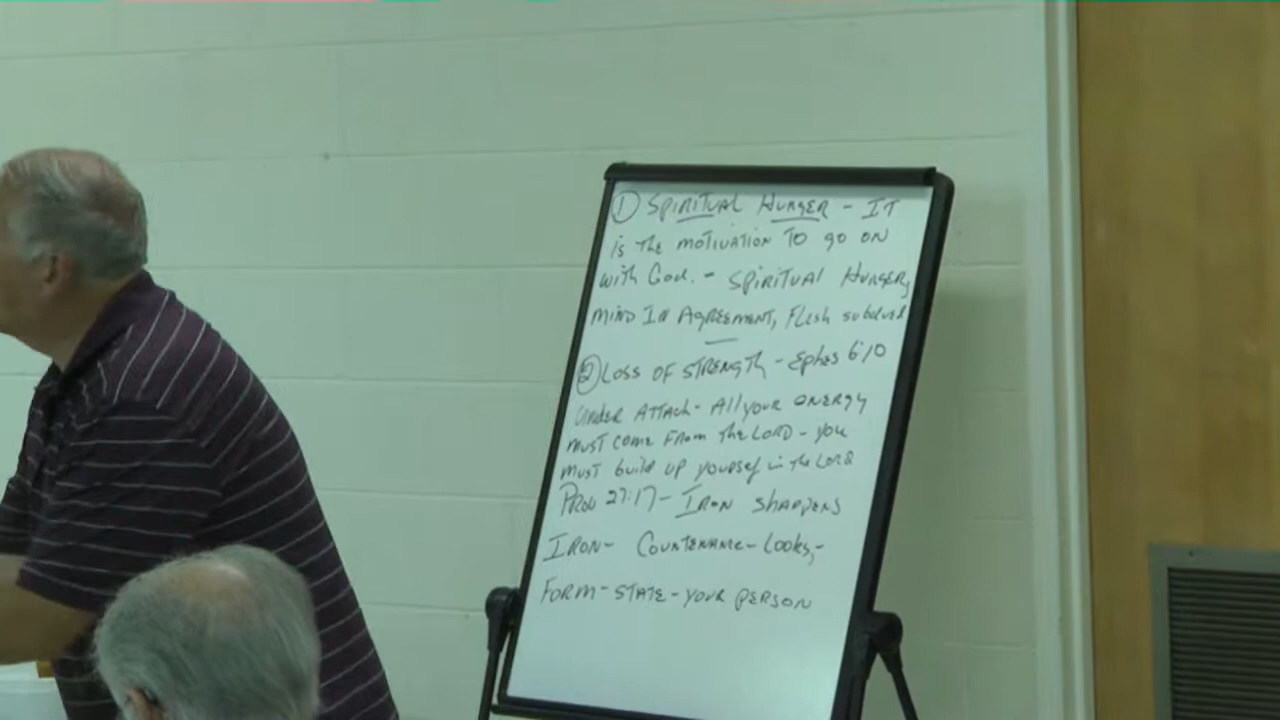 ① SPIRITUAL HUNGER - IT
is THE MOTIVATION TO go ON
with God. - SPIRITUAL HUNGER,
MIND IN AGREEMENT, Flesh subdued
② LOSS OF STRENGTH - Ephes 6:10
UNDER ATTACK - All your ENERGY
MUST COME FROM the LORD - you
MUST build up yourself in the LORD
PROV 27:17 - IRON SHARPENS
IRON - COUNTENANCE - Looks, -
FORM - STATE - your PERSON